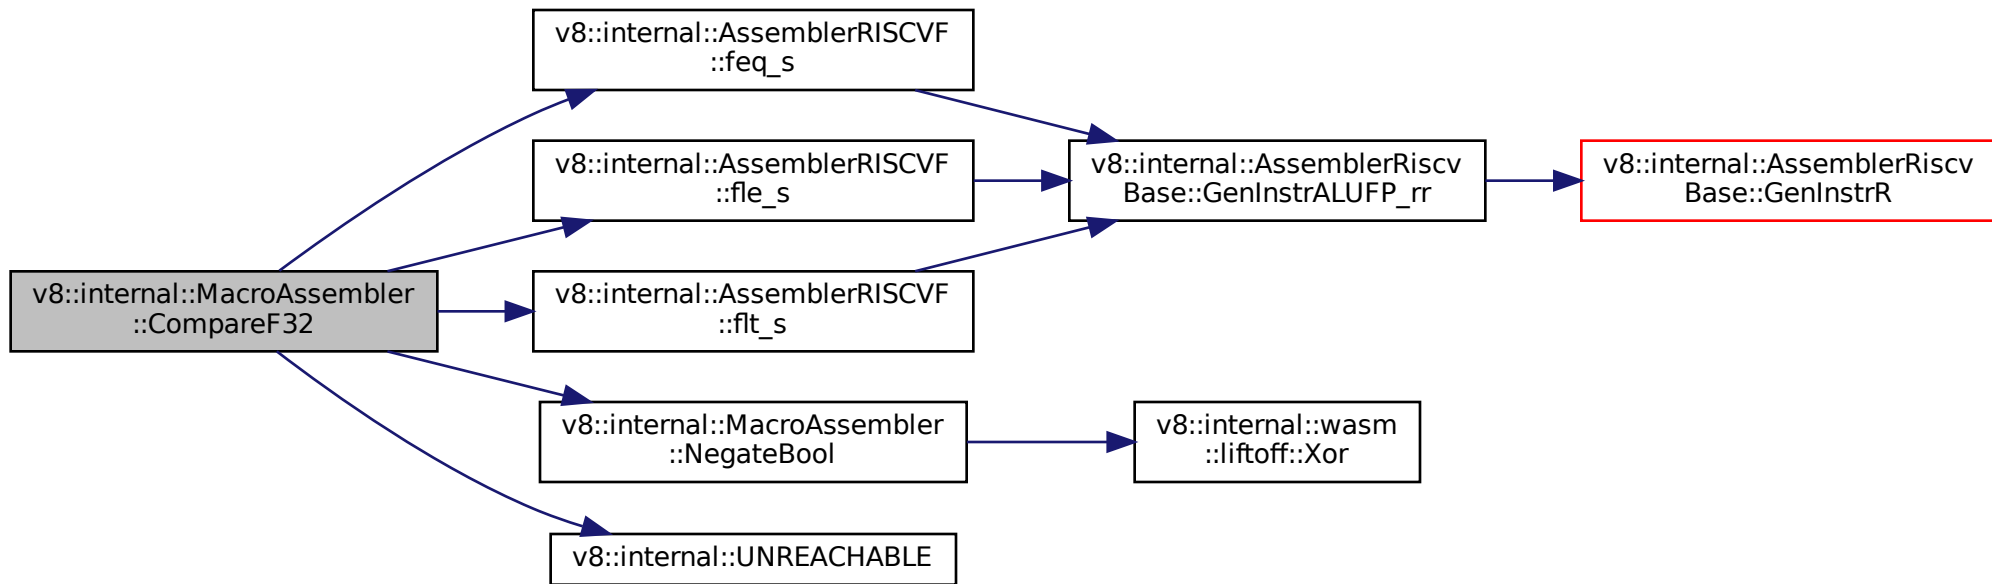 v8::internal::MacroAssembler
::CompareF32
v8::internal::AssemblerRISCVF
::feq_s
v8::internal::AssemblerRISCVF
::fle_s
v8::internal::AssemblerRISCVF
::flt_s
v8::internal::MacroAssembler
::NegateBool
v8::internal::UNREACHABLE
v8::internal::AssemblerRiscv
Base::GenInstrALUFP_rr
v8::internal::wasm
::liftoff::Xor
v8::internal::AssemblerRiscv
Base::GenInstrR